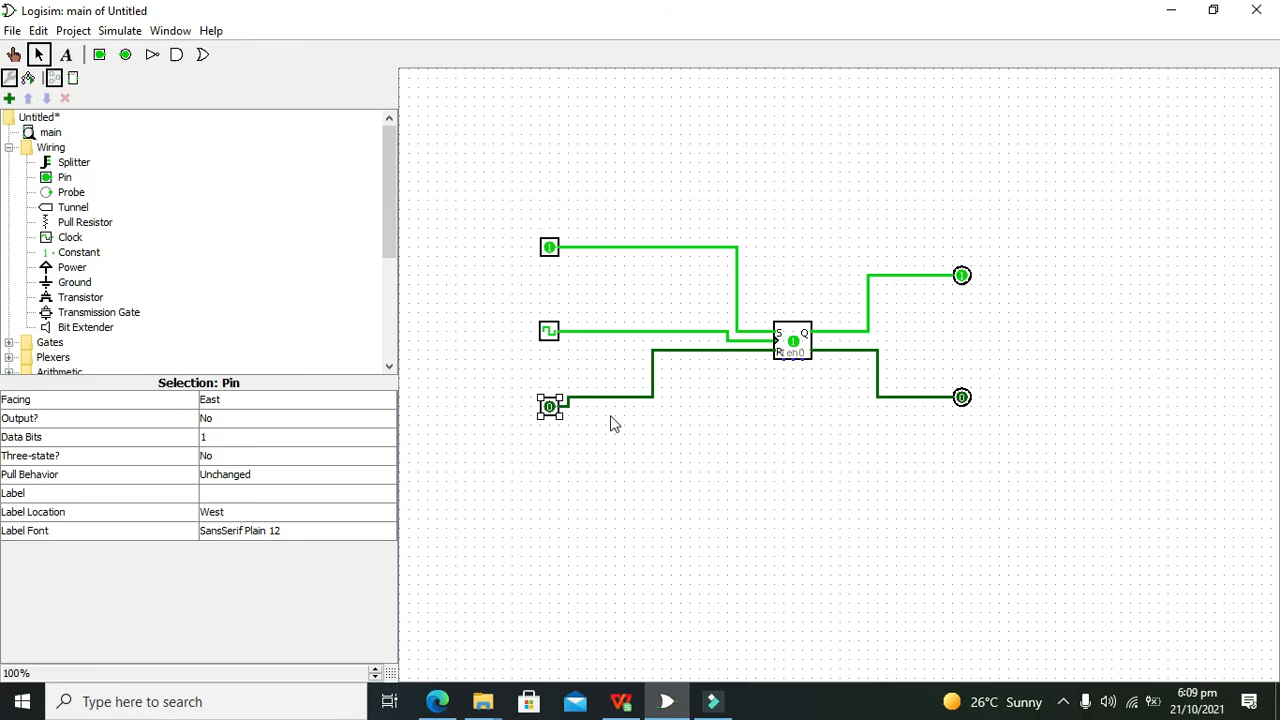 Logisim: main of Untitled
File Edit Project Simulate Window Help
A
Untitled*
main
Wiring
Splitter
Pin
Probe
Tunnel
Pull Resistor
Clock
1 Constant
Power
Ground
Transistor
Transmission Gate
Bit Extender
Gates
Plexers
Arithmetic
Selection: Pin
Facing East
Output? No
Data Bits 1
Three-state? No
Pull Behavior Unchanged
Label
Label Location West
Label Font SansSerif Plain 12
100%
1
1
S Q
1
R en0
0
0
Type here to search
26°C Sunny
6:09 pm
21/10/2021